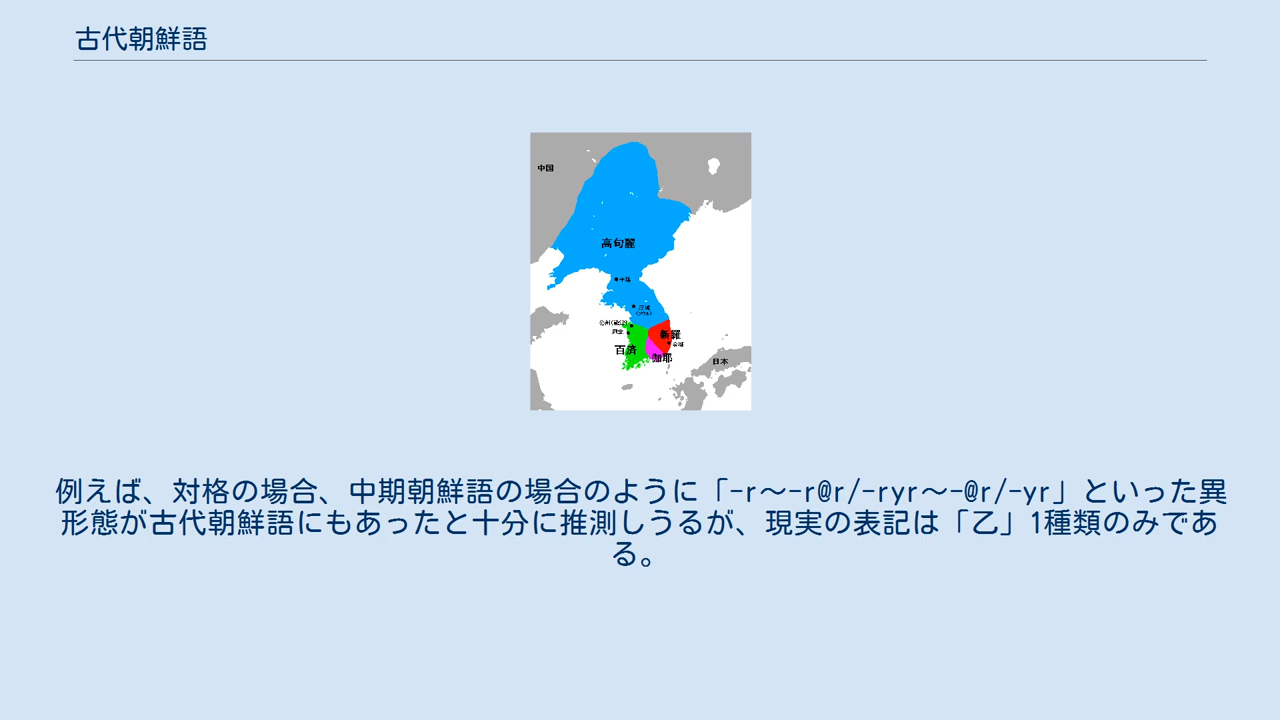 古代朝鮮語
中国
高句麗
新羅
百済
伽耶
日本
例えば、対格の場合、中期朝鮮語の場合のように「-r〜-r@r/-ryr〜-@r/-yr」といった異
形態が古代朝鮮語にもあったと十分に推測しうるが、現実の表記は「乙」1種類のみであ
る。